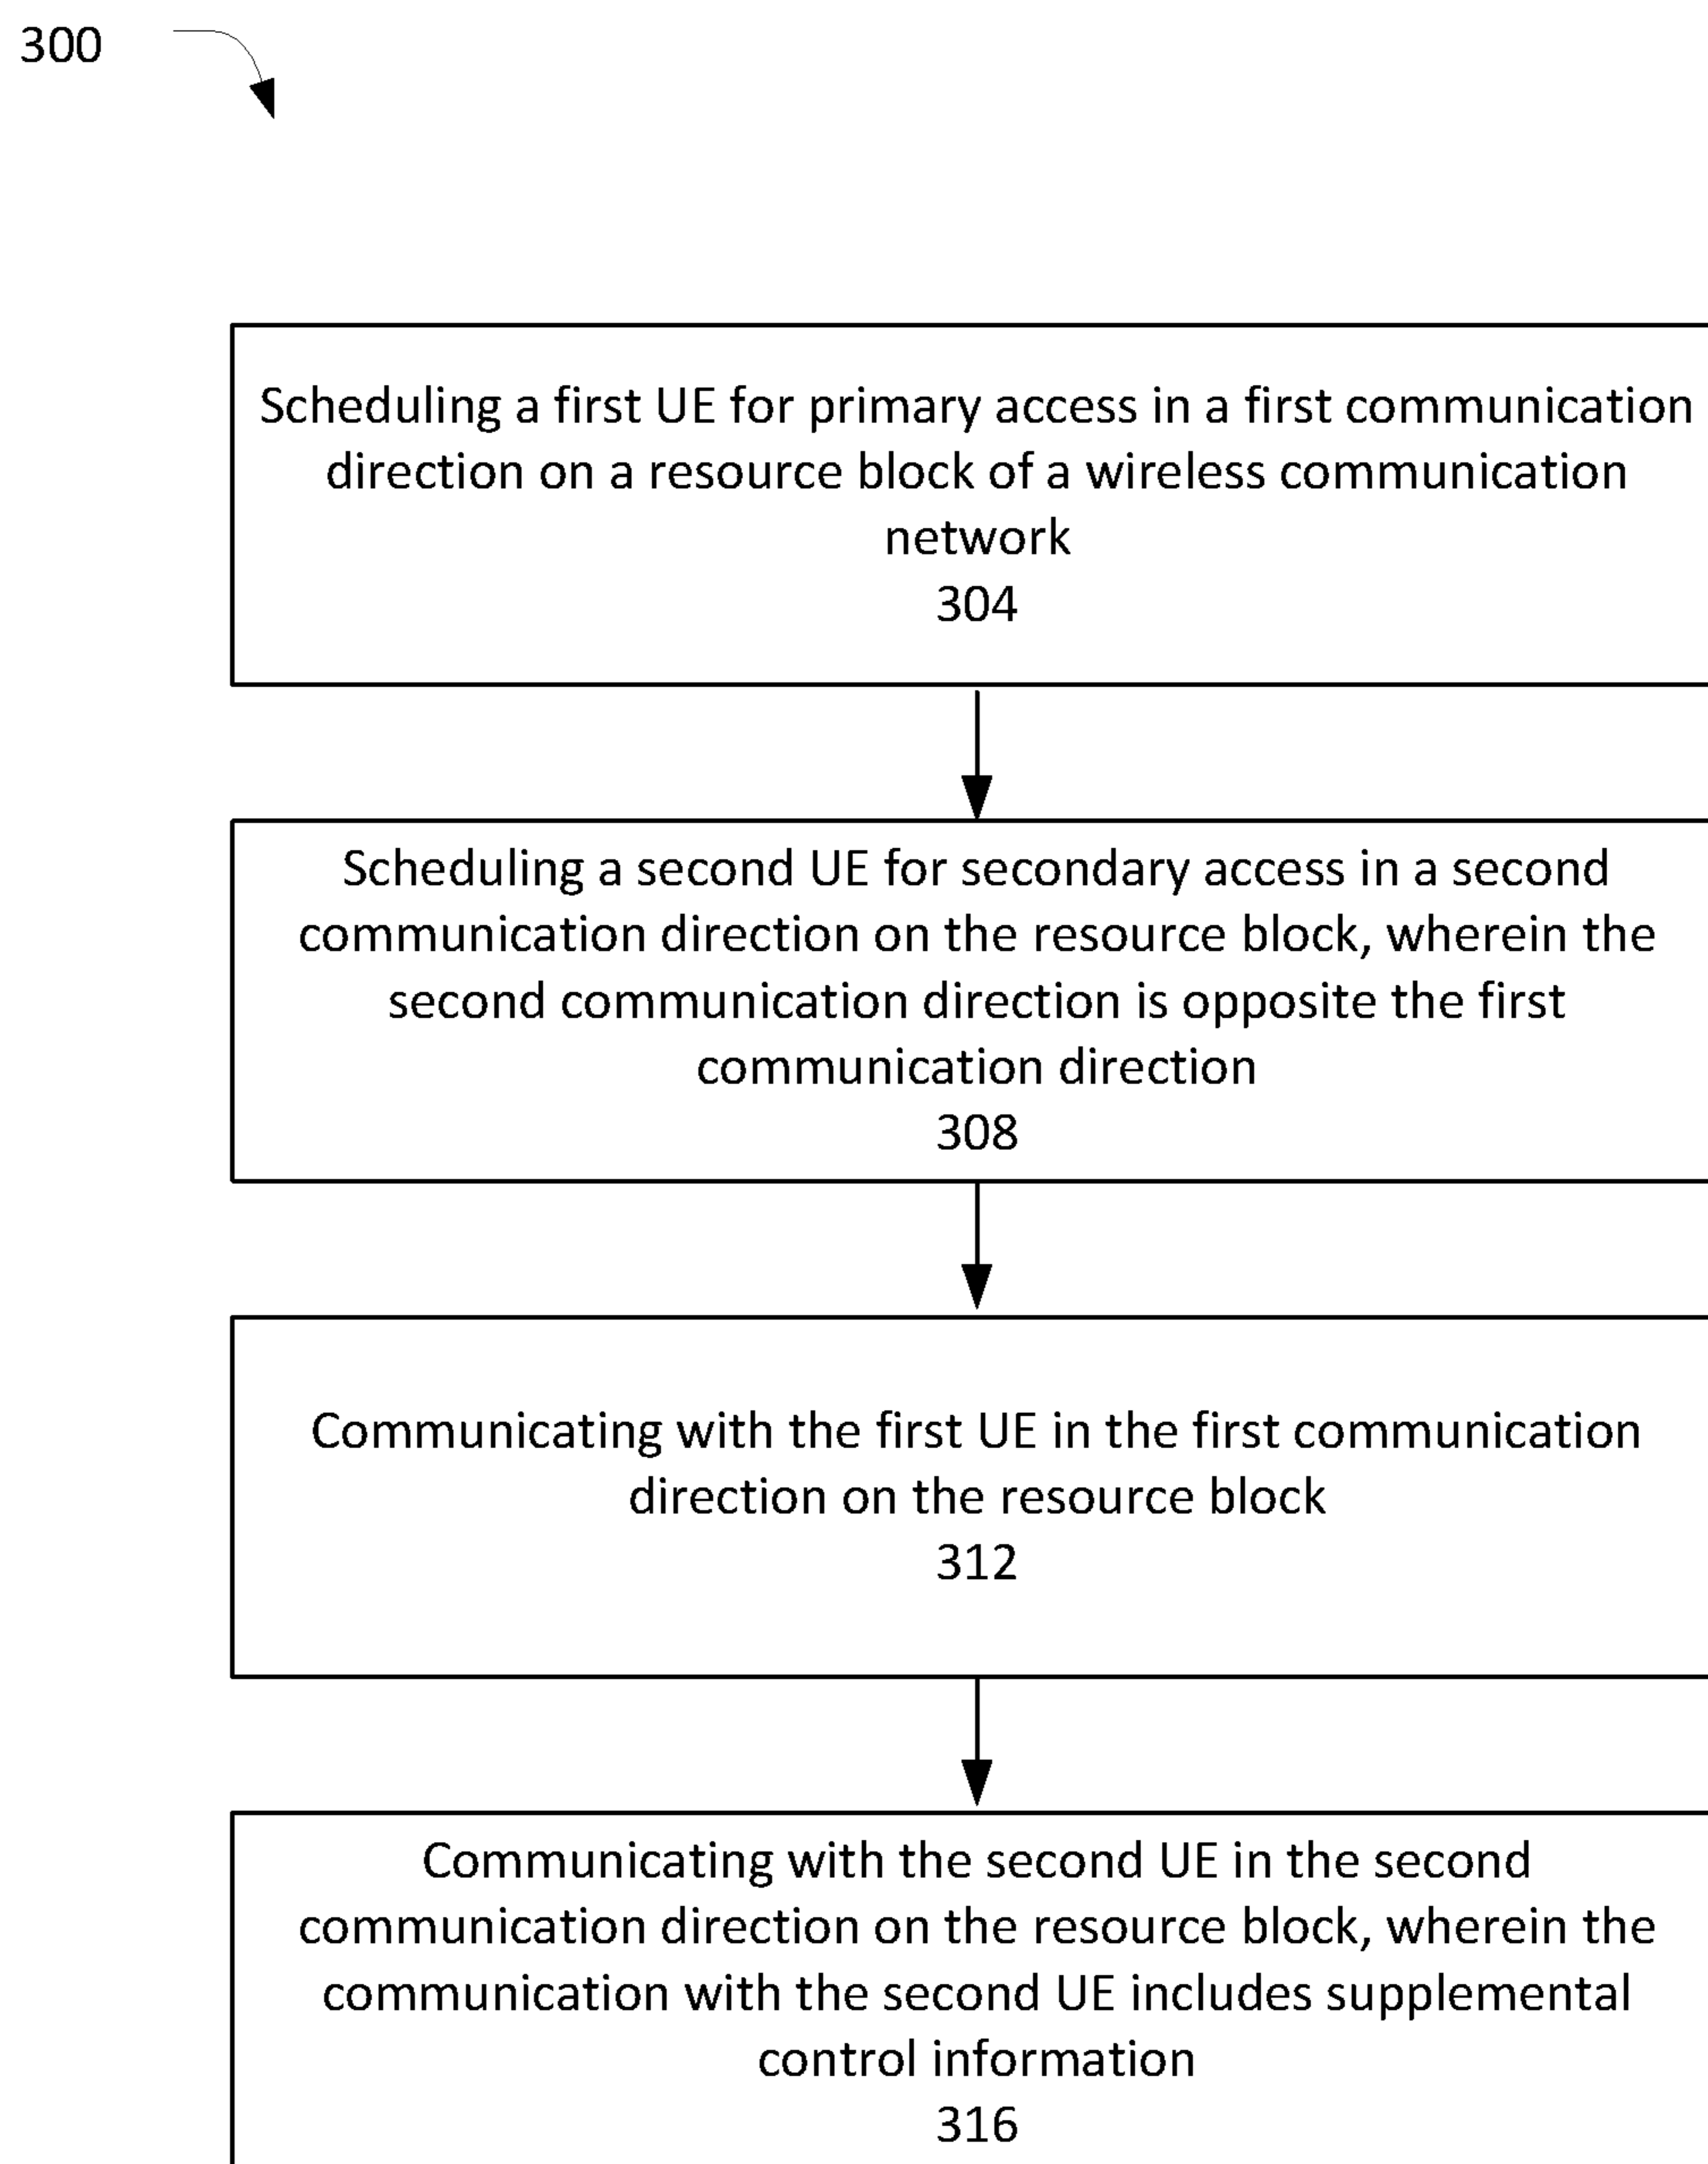 300
Scheduling a first UE for primary access in a first communication
direction on a resource block of a wireless communication
network
304
Scheduling a second UE for secondary access in a second
communication direction on the resource block, wherein the
second communication direction is opposite the first
communication direction
308
Communicating with the first UE in the first communication
direction on the resource block
312
Communicating with the second UE in the second
communication direction on the resource block, wherein the
communication with the second UE includes supplemental
control information
316